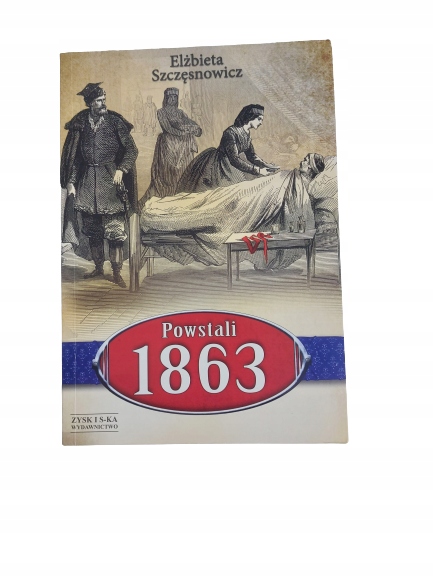 Elżbieta
Szczęsnowicz
Powstali
1863
ZYSK I S-KA
WYDAWNICTWO